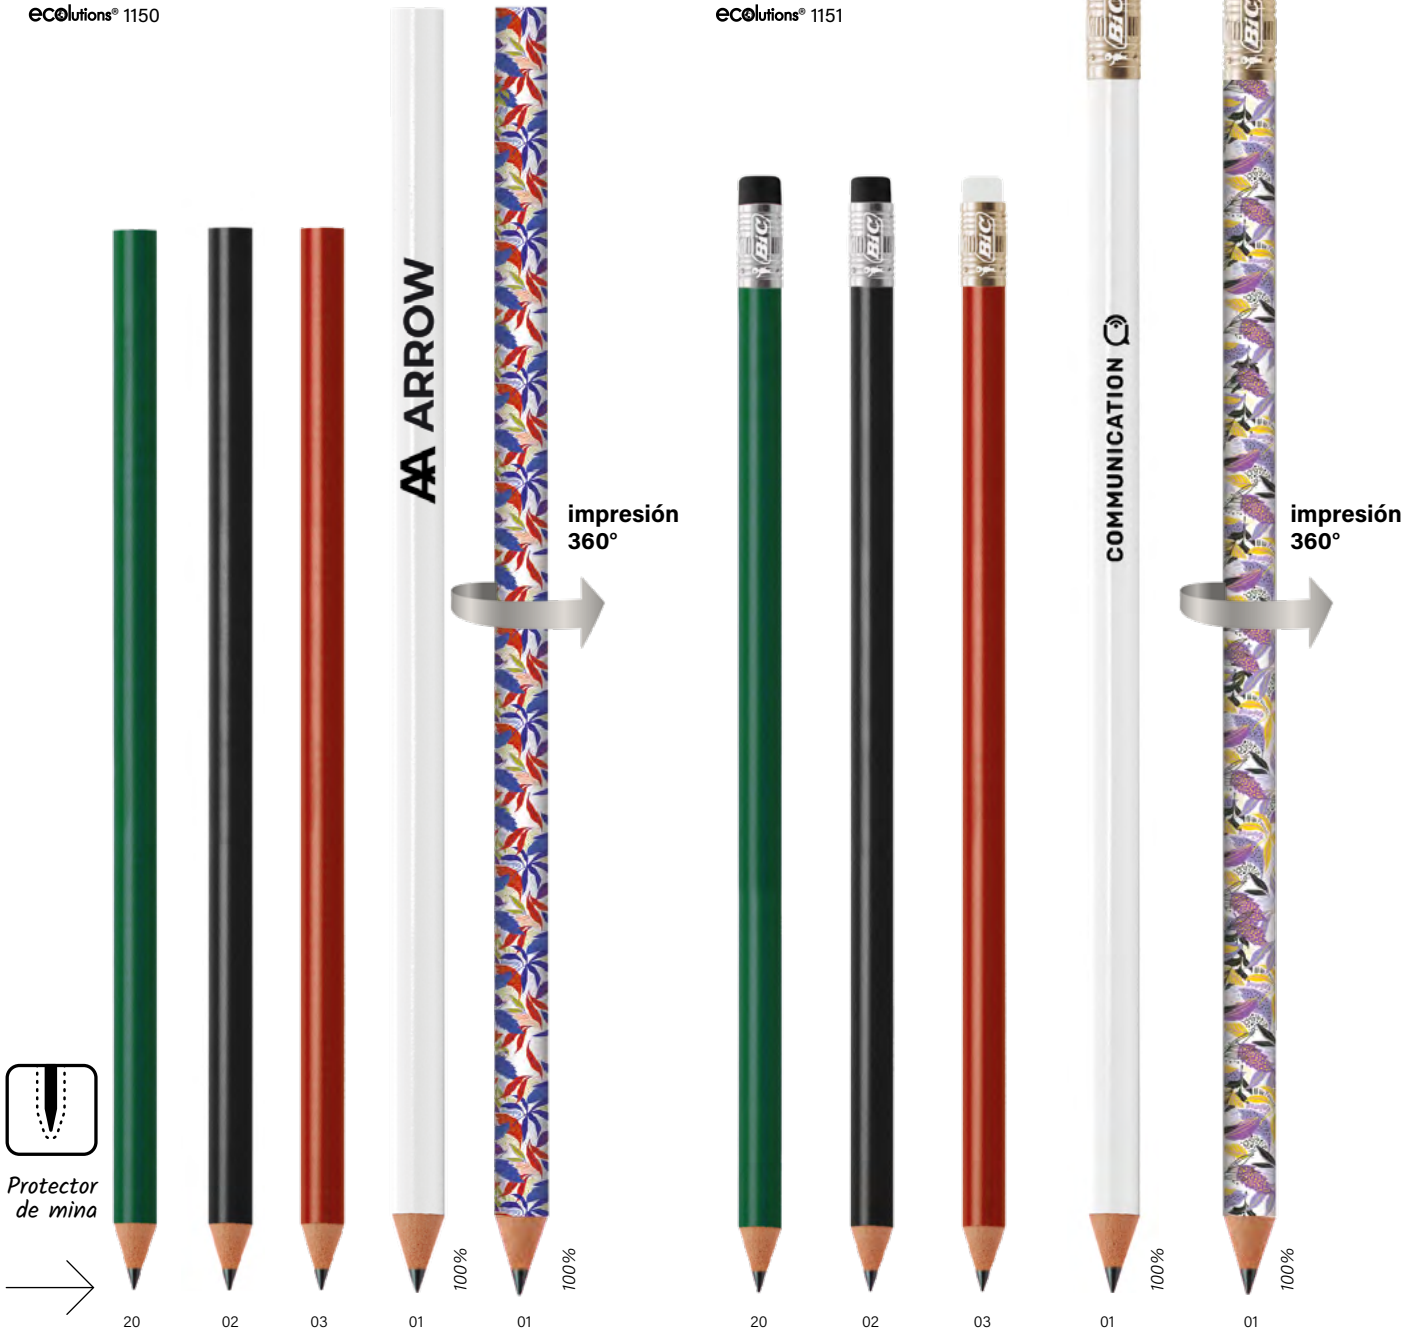 ecolutions® 1150
ecolutions® 1151
BIC
BIC
BIC
BIC
BIC
AA ARROW
COMMUNICATION
impresión
360°
impresión
360°
Protector
de mina
100%
100%
100%
100%
20
02
03
01
01
20
02
03
01
01